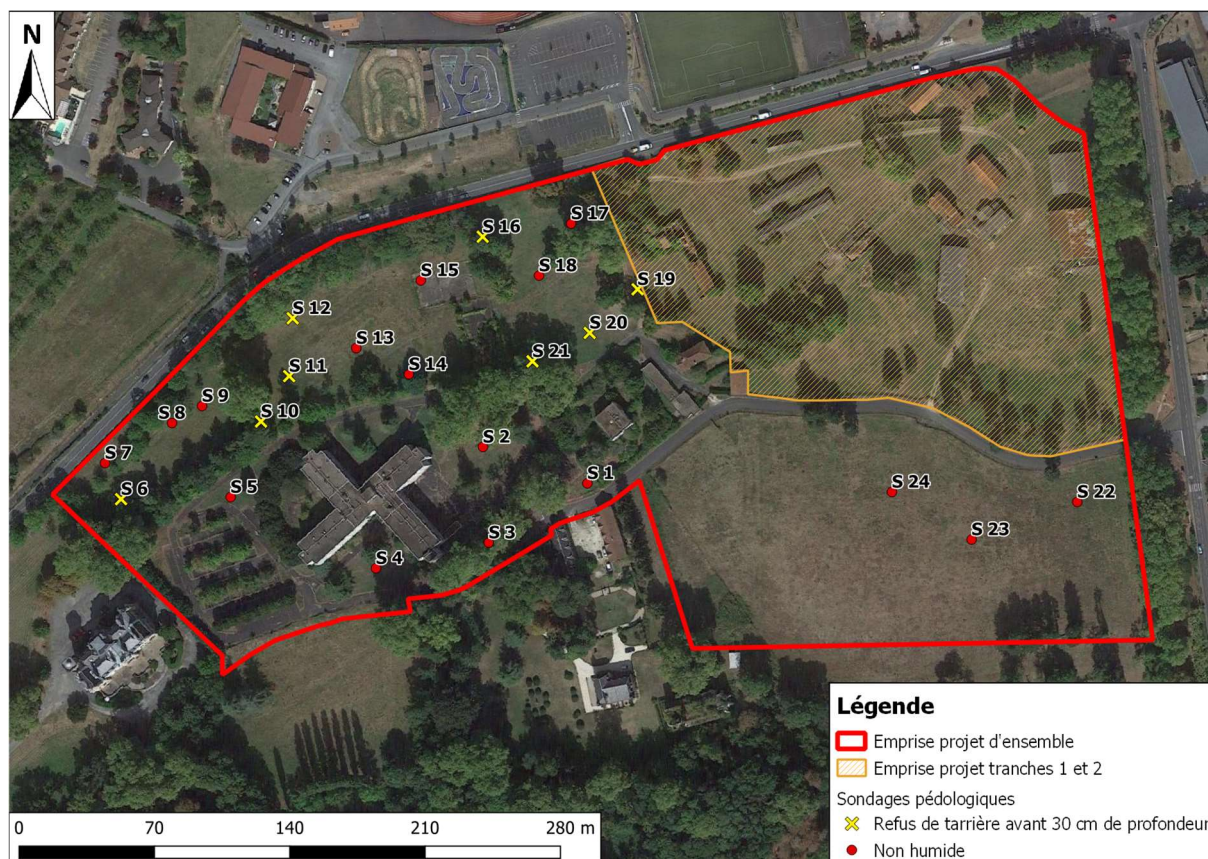 N
S 16
S 17
S 15
S 18
S 19
S 12
S 20
S 13
S 21
S 14
S 11
S 9
S 8
S 10
S 2
S 7
S 1
S 6
S 5
S 24
S 22
S 3
S 23
S 4
Légende
Emprise projet d'ensemble
Emprise projet tranches 1 et 2
Sondages pédologiques
Refus de tarrière avant 30 cm de profondeur
Non humide
0 70 140 210 280 m